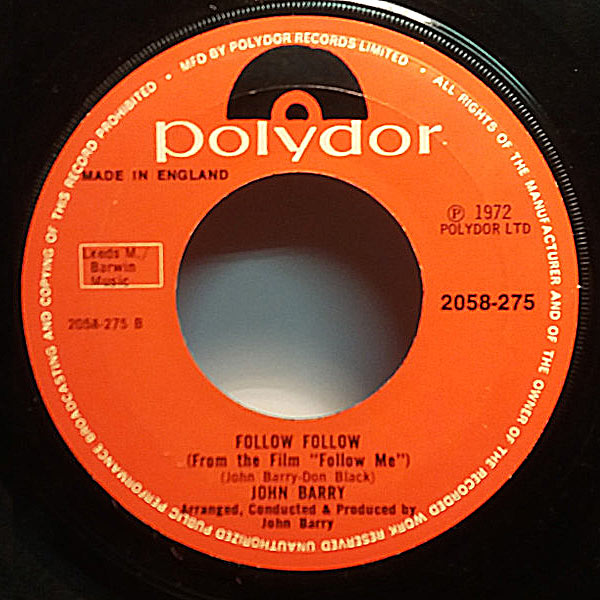 MFD BY POLYDOR RECORDS LIMITED • ALL RIGHTS OF THE MANUFACTURER AND OF THE OWNER OF THE RECORDED WORK RESERVED UNAUTHORIZED PUBLIC PERFORMANCE BROADCASTING AND COPYING OF THIS RECORD PROHIBITED •
polydor
MADE IN ENGLAND
℗ 1972
POLYDOR LTD
Leeds M./
Barwin
Music
2058-275
2058-275 B
FOLLOW FOLLOW
(From the Film "Follow Me")
(John Barry-Don Black)
JOHN BARRY
Arranged, Conducted & Produced by
John Barry